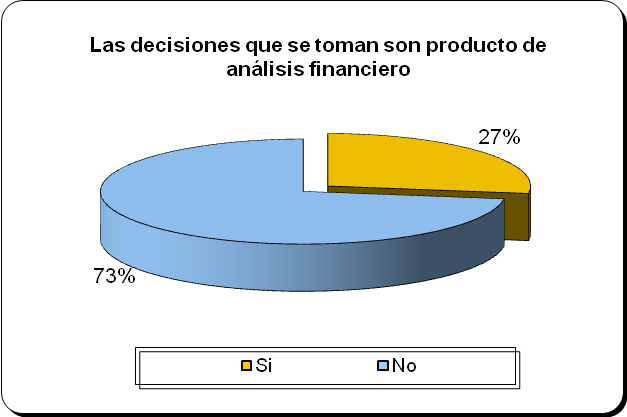 Las decisiones que se toman son producto de
análisis financiero
27%
73%
Si No